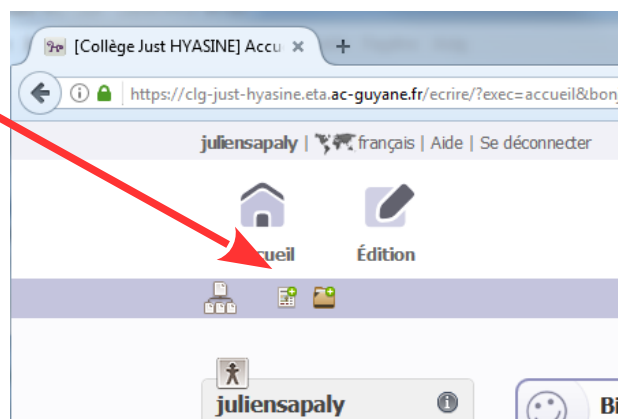 [Collège Just HYASINE] Accu
https://clg-just-hyasine.eta.ac-guyane.fr/ecrire/?exec=accueil&bon
juliensapaly | français | Aide | Se déconnecter
cueil Édition
juliensapaly
Bi